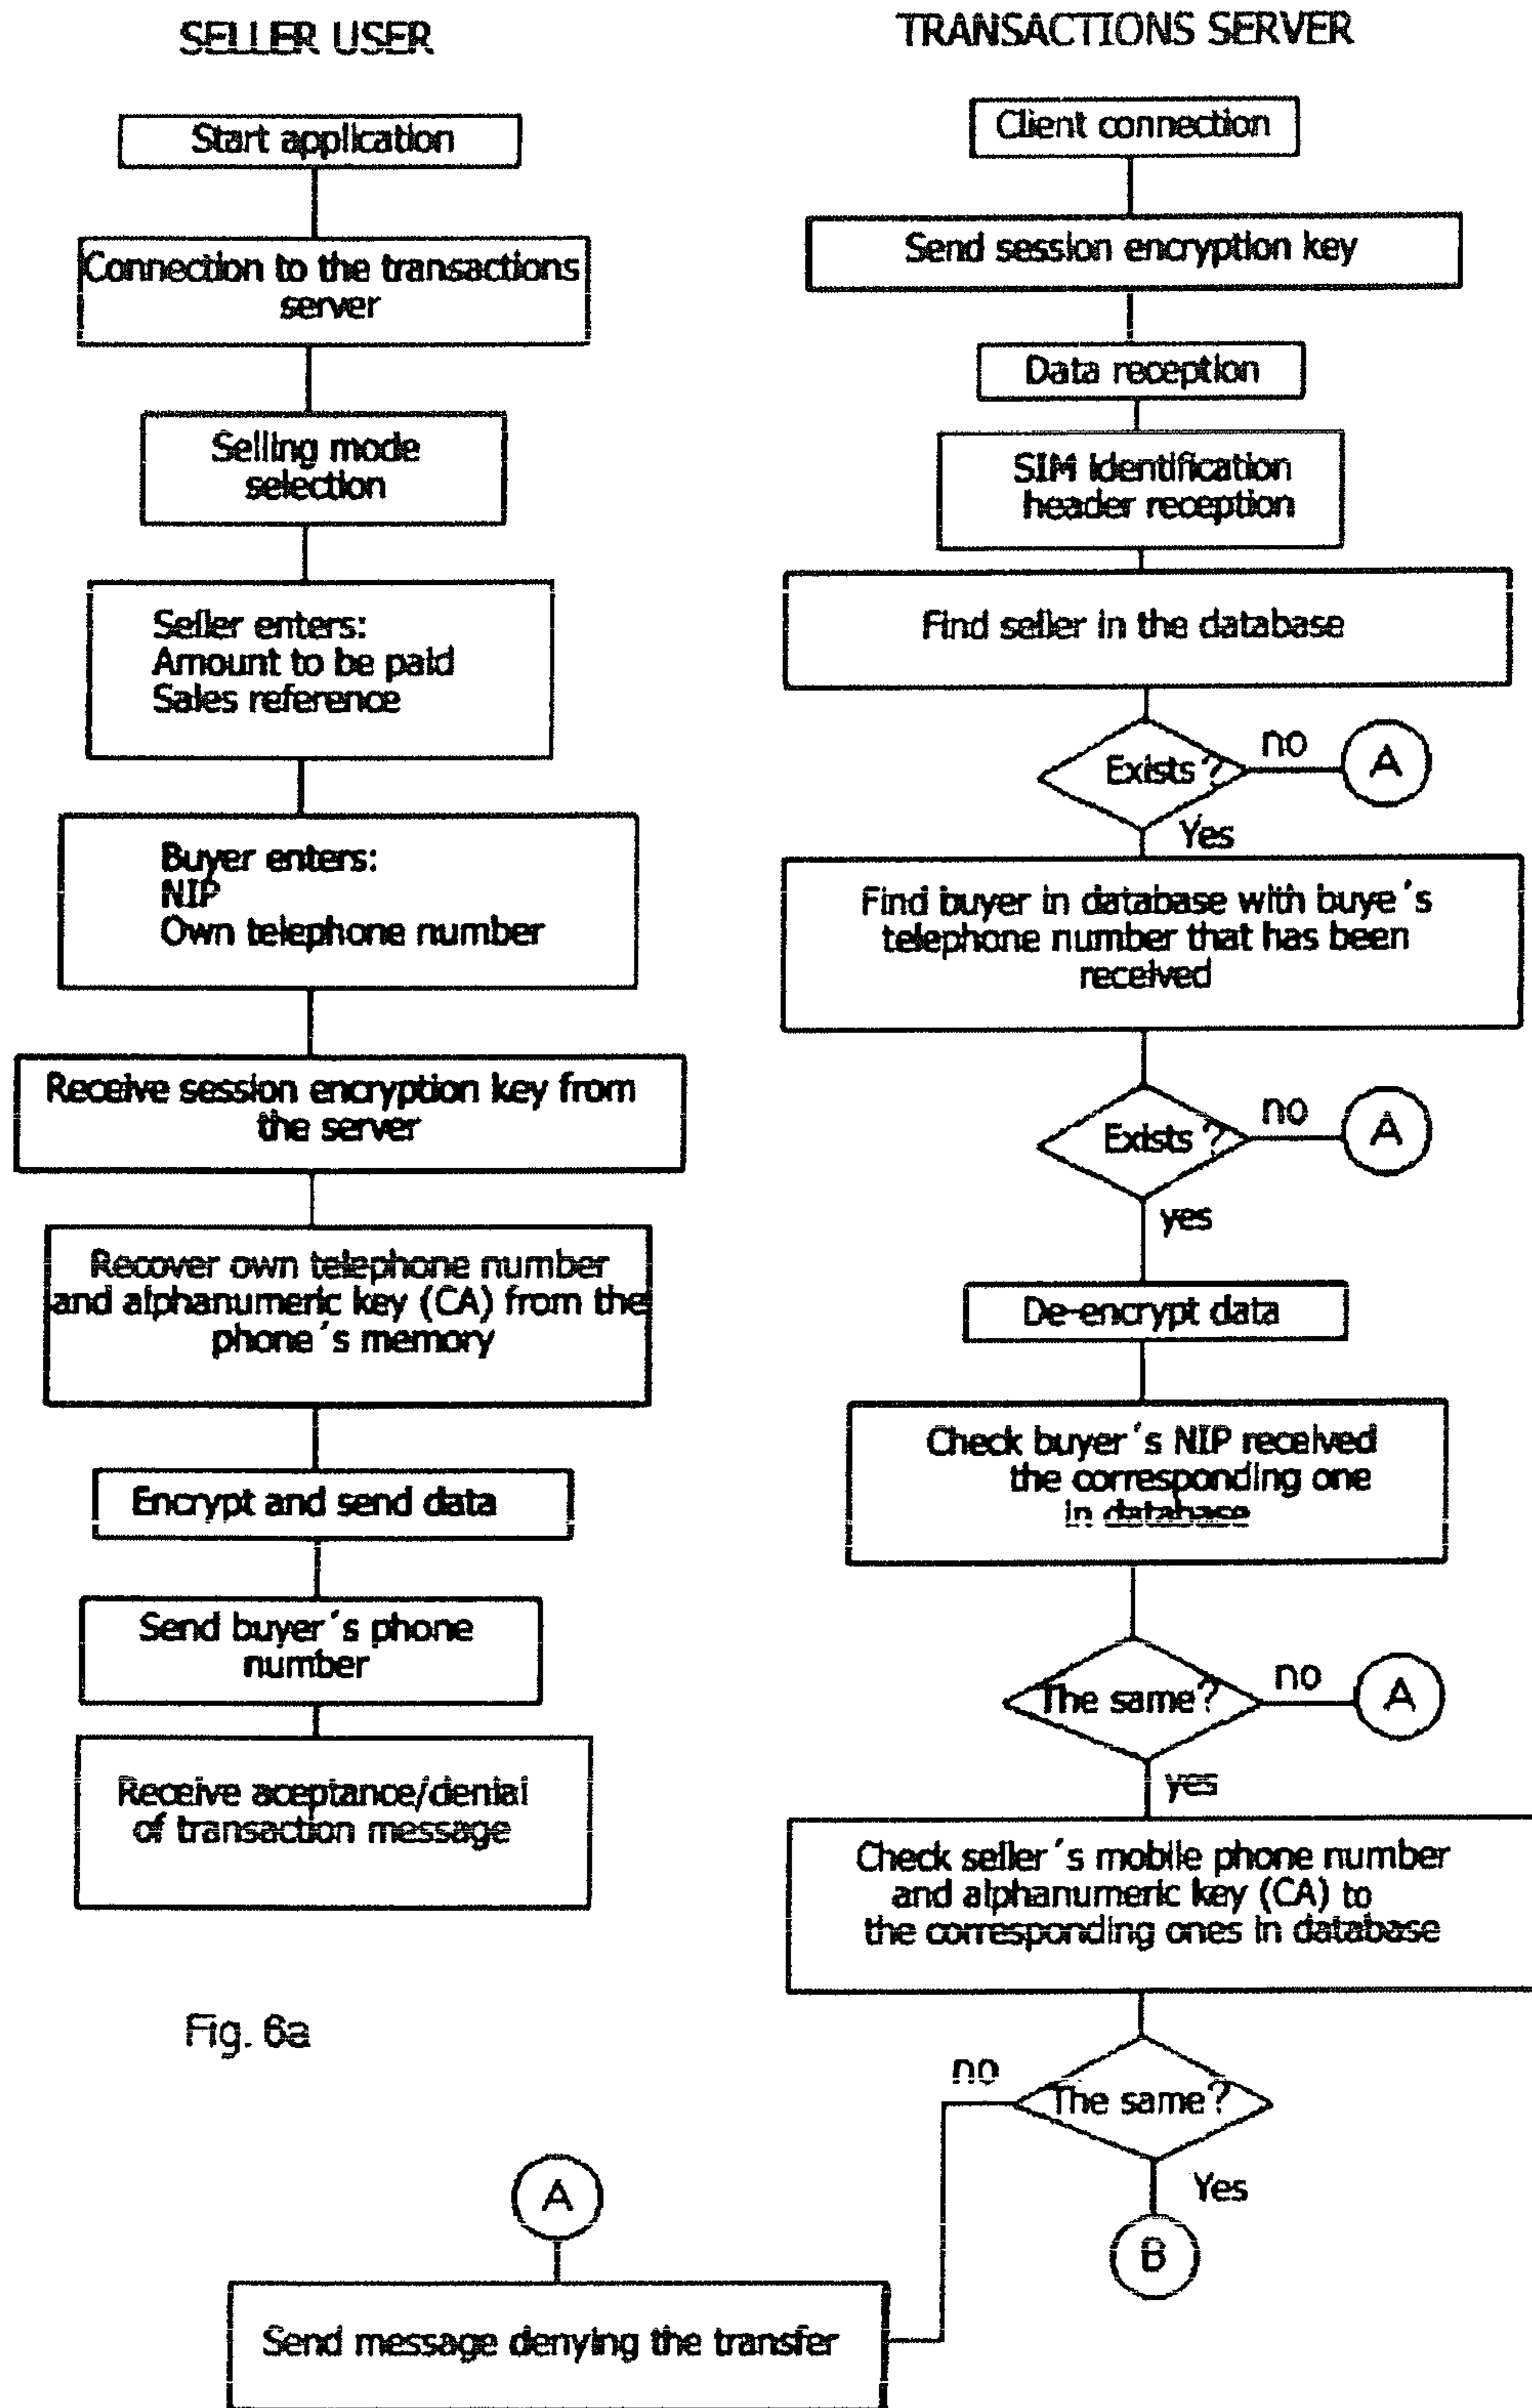 SELLER USER
Start application
Connection to the transactions
server
Selling mode
selection
Seller enters:
Amount to be paid
Sales reference
Buyer enters:
NIP
Own telephone number
Receive session encryption key from
the server
Recover own telephone number
and alphanumeric key (CA) from the
phone´s memory
Encrypt and send data
Send buyer´s phone
number
Receive aceptance/denial
of transaction message
Fig. 6a
TRANSACTIONS SERVER
Client connection
Send session encryption key
Data reception
SIM Identification
header reception
Find seller in the database
Exists?
no
A
Yes
Find buyer in database with buye´s
telephone number that has been
received
Exists?
no
A
yes
De-encrypt data
Check buyer´s NIP received
the corresponding one
in database
The same?
no
A
yes
Check seller´s mobile phone number
and alphanumeric key (CA) to
the corresponding ones in database
The same?
no
Yes
B
A
Send message denying the transfer